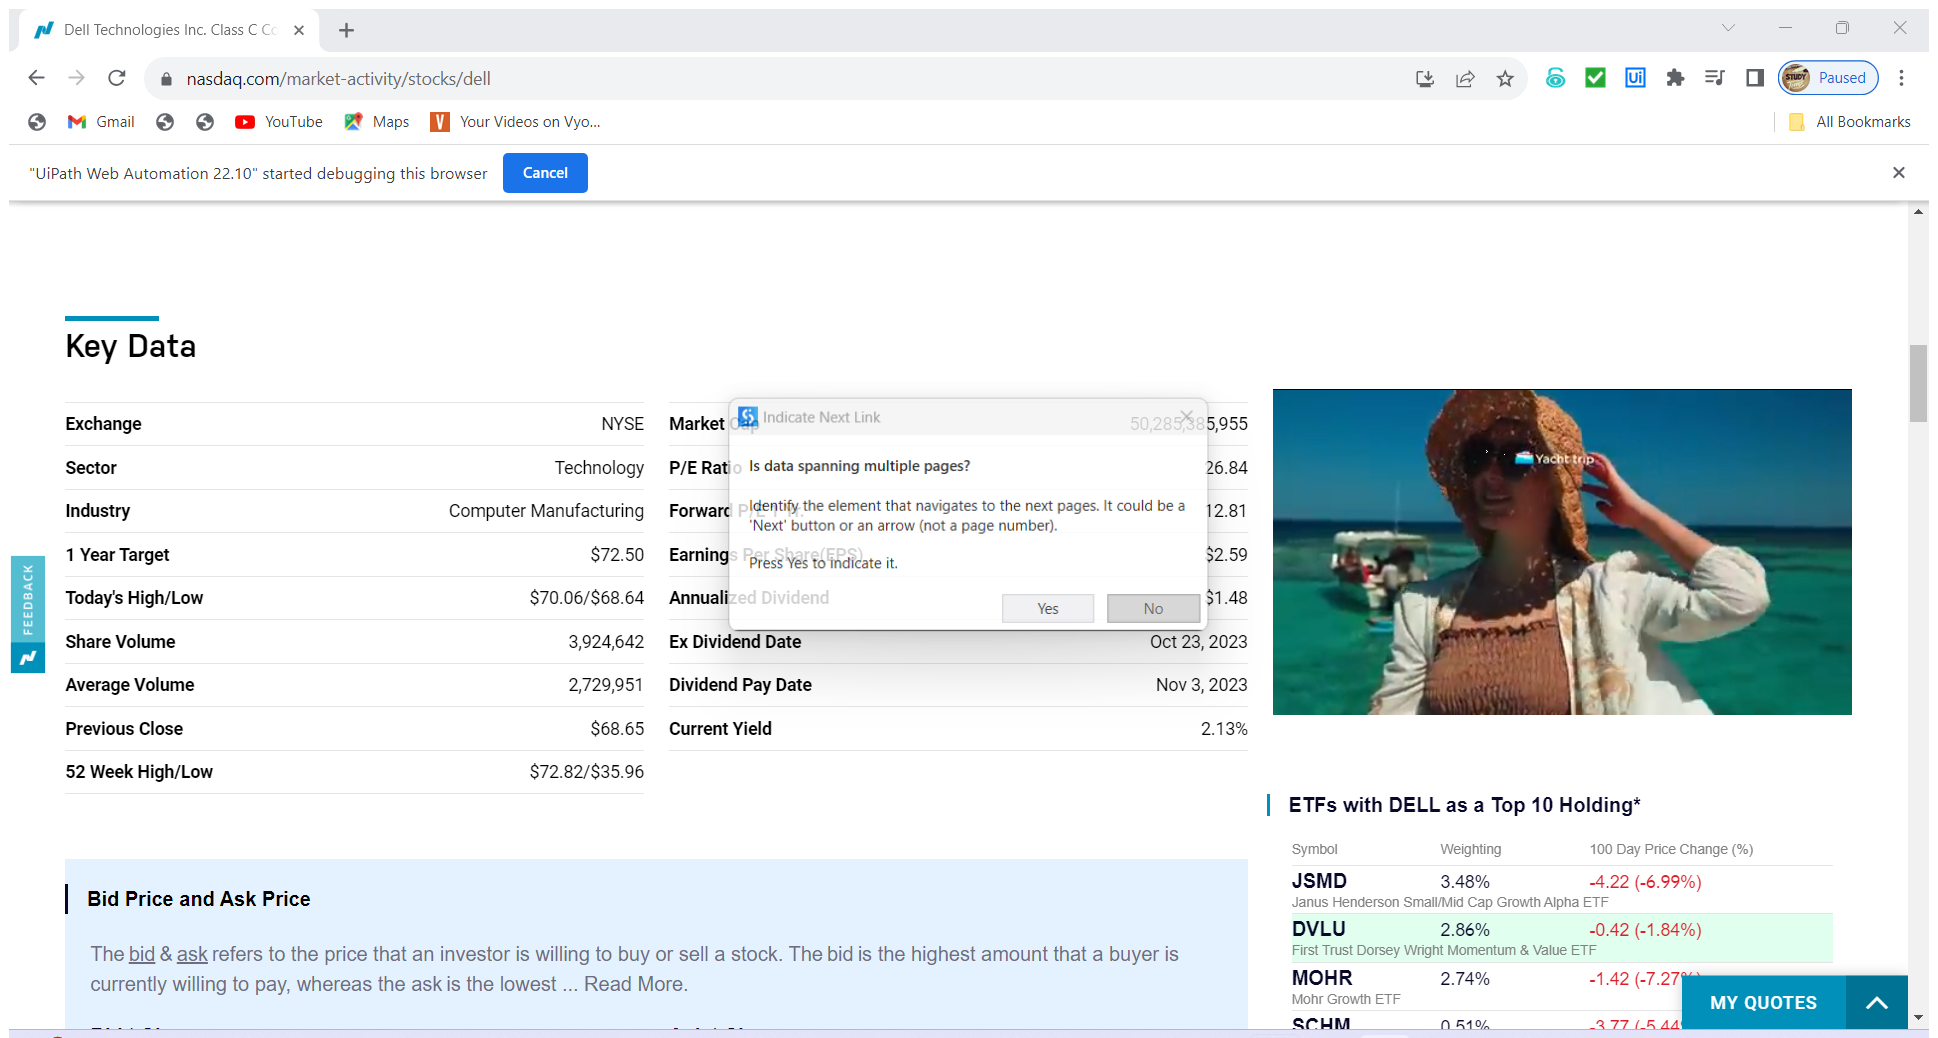 Dell Technologies Inc. Class C Co
nasdaq.com/market-activity/stocks/dell
Paused
Gmail
YouTube
Maps
Your Videos on Vyo...
All Bookmarks
"UiPath Web Automation 22.10" started debugging this browser
Cancel
Key Data
Exchange NYSE
Sector Technology
Industry Computer Manufacturing
1 Year Target $72.50
Today's High/Low $70.06/$68.64
Share Volume 3,924,642
Average Volume 2,729,951
Previous Close $68.65
52 Week High/Low $72.82/$35.96
Market Cap 50,285,385,955
P/E Ratio 26.84
Forward P/E 1 Yr. 12.81
Earnings Per Share(EPS) $2.59
Annualized Dividend $1.48
Ex Dividend Date Oct 23, 2023
Dividend Pay Date Nov 3, 2023
Current Yield 2.13%
Indicate Next Link
Is data spanning multiple pages?
Identify the element that navigates to the next pages. It could be a
'Next' button or an arrow (not a page number).
Press Yes to indicate it.
Yes
No
FEEDBACK
Yacht trip
Bid Price and Ask Price
The bid & ask refers to the price that an investor is willing to buy or sell a stock. The bid is the highest amount that a buyer is
currently willing to pay, whereas the ask is the lowest ... Read More.
ETFs with DELL as a Top 10 Holding*
Symbol Weighting 100 Day Price Change (%)
JSMD 3.48% -4.22 (-6.99%)
Janus Henderson Small/Mid Cap Growth Alpha ETF
DVLU 2.86% -0.42 (-1.84%)
First Trust Dorsey Wright Momentum & Value ETF
MOHR 2.74% -1.42 (-7.27%)
Mohr Growth ETF
SCHM 0.51% -3.77 (-5.44
MY QUOTES